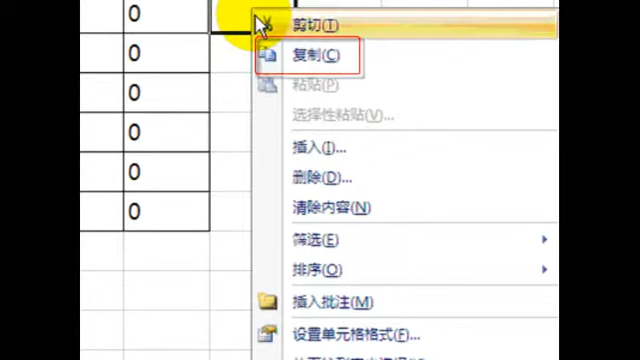 0
剪切(T)
0
复制(C)
粘贴(P)
0
选择性粘贴(V)...
0
插入(I)...
0
删除(D)...
0
清除内容(N)
筛选(E)
排序(O)
插入批注(M)
设置单元格格式(F)...